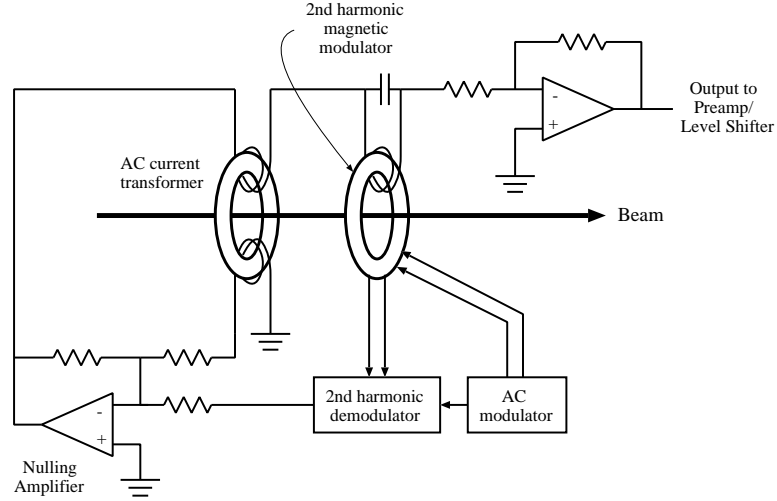 2nd harmonic
magnetic
modulator
-
+
Output to
Preamp/
Level Shifter
AC current
transformer
Beam
2nd harmonic
demodulator
AC
modulator
-
+
Nulling
Amplifier